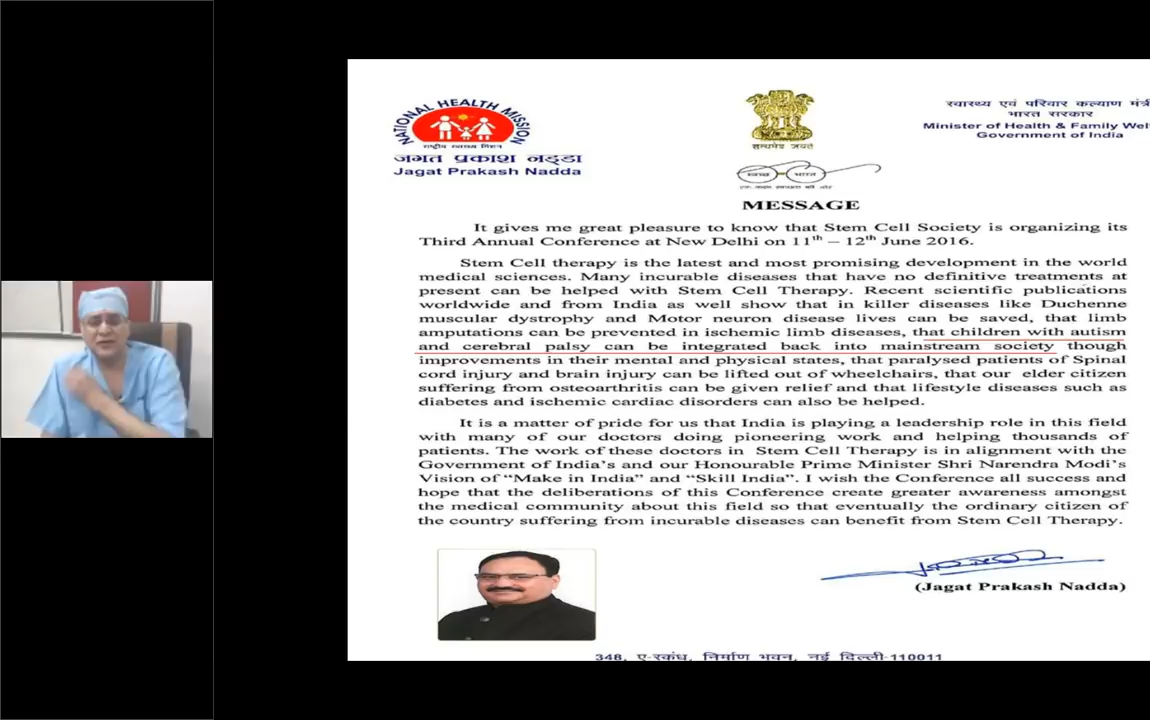 NATIONAL HEALTH MISSION
राष्ट्रीय स्वास्थ्य मिशन
जगत प्रकाश नड्डा
Jagat Prakash Nadda
सत्यमेव जयते
स्वच्छ भारत
एक कदम स्वच्छता की ओर
स्वास्थ्य एवं परिवार कल्याण मंत्री
भारत सरकार
Minister of Health & Family Wel
Government of India
MESSAGE
It gives me great pleasure to know that Stem Cell Society is organizing its
Third Annual Conference at New Delhi on 11th – 12th June 2016.
Stem Cell therapy is the latest and most promising development in the world
medical sciences. Many incurable diseases that have no definitive treatments at
present can be helped with Stem Cell Therapy. Recent scientific publications
worldwide and from India as well show that in killer diseases like Duchenne
muscular dystrophy and Motor neuron disease lives can be saved, that limb
amputations can be prevented in ischemic limb diseases, that children with autism
and cerebral palsy can be integrated back into mainstream society though
improvements in their mental and physical states, that paralysed patients of Spinal
cord injury and brain injury can be lifted out of wheelchairs, that our elder citizen
suffering from osteoarthritis can be given relief and that lifestyle diseases such as
diabetes and ischemic cardiac disorders can also be helped.
It is a matter of pride for us that India is playing a leadership role in this field
with many of our doctors doing pioneering work and helping thousands of
patients. The work of these doctors in Stem Cell Therapy is in alignment with the
Government of India's and our Honourable Prime Minister Shri Narendra Modi's
Vision of "Make in India" and "Skill India". I wish the Conference all success and
hope that the deliberations of this Conference create greater awareness amongst
the medical community about this field so that eventually the ordinary citizen of
the country suffering from incurable diseases can benefit from Stem Cell Therapy.
(Jagat Prakash Nadda)
348, ए-स्कंध, निर्माण भवन, नई दिल्ली-110011